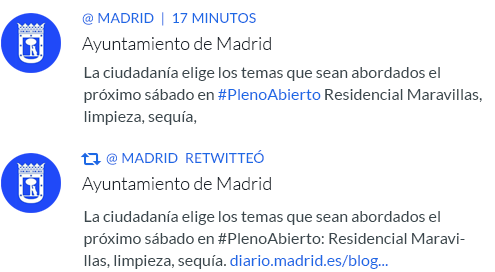 @ MADRID | 17 MINUTOS
Ayuntamiento de Madrid
La ciudadanía elige los temas que sean abordados el
próximo sábado en #PlenoAbierto Residencial Maravillas,
limpieza, sequía,
@ MADRID RETWITTEÓ
Ayuntamiento de Madrid
La ciudadanía elige los temas que sean abordados el
próximo sábado en #PlenoAbierto: Residencial Maravi-
llas, limpieza, sequía. diario.madrid.es/blog...